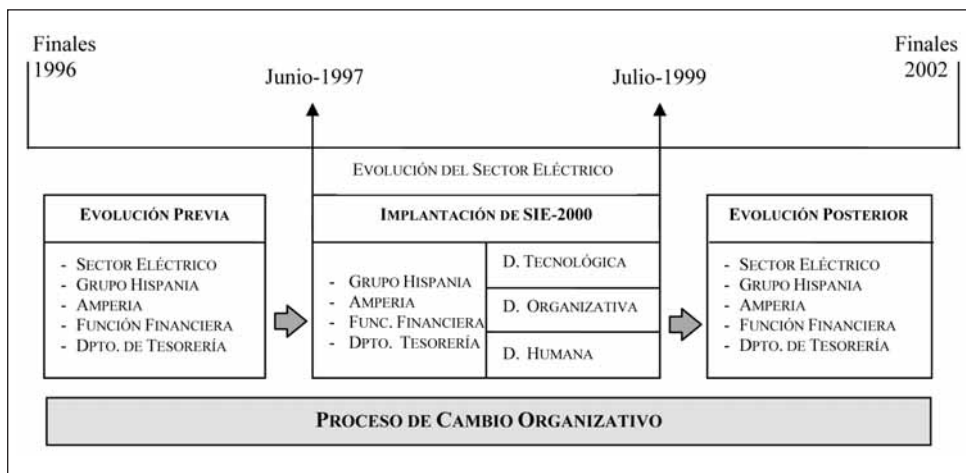 Finales
1996
Junio-1997
Julio-1999
Finales
2002
EVOLUCIÓN DEL SECTOR ELÉCTRICO
EVOLUCIÓN PREVIA
- SECTOR ELÉCTRICO
- GRUPO HISPANIA
- AMPERIA
- FUNCIÓN FINANCIERA
- DPTO. DE TESORERÍA
IMPLANTACIÓN DE SIE-2000
- GRUPO HISPANIA
- AMPERIA
- FUNC. FINANCIERA
- DPTO. TESORERÍA
D. TECNOLÓGICA
D. ORGANIZATIVA
D. HUMANA
EVOLUCIÓN POSTERIOR
- SECTOR ELÉCTRICO
- GRUPO HISPANIA
- AMPERIA
- FUNCIÓN FINANCIERA
- DPTO. DE TESORERÍA
PROCESO DE CAMBIO ORGANIZATIVO